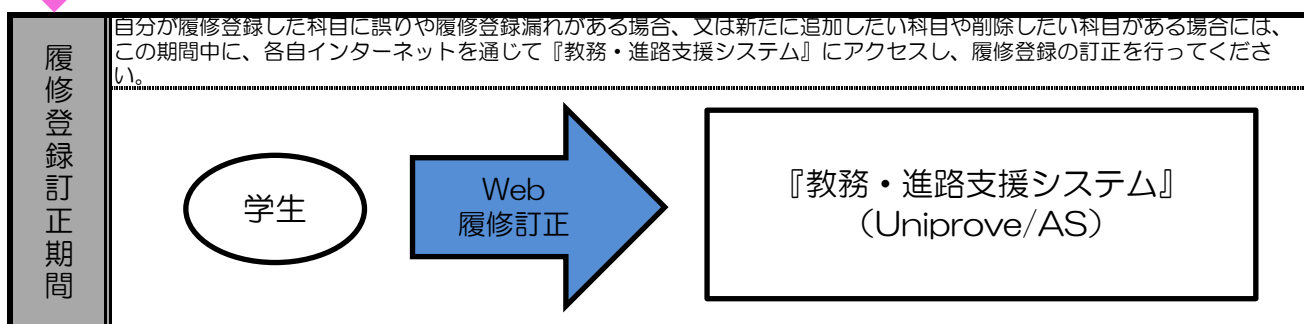 自分が履修登録した科目に誤りや履修登録漏れがある場合、又は新たに追加したい科目や削除したい科目がある場合には、
この期間中に、各自インターネットを通じて『教務・進路支援システム』にアクセスし、履修登録の訂正を行ってくださ
い。
履修登録訂正期間
学生
Web
履修訂正
『教務・進路支援システム』
（Uniprove/AS）